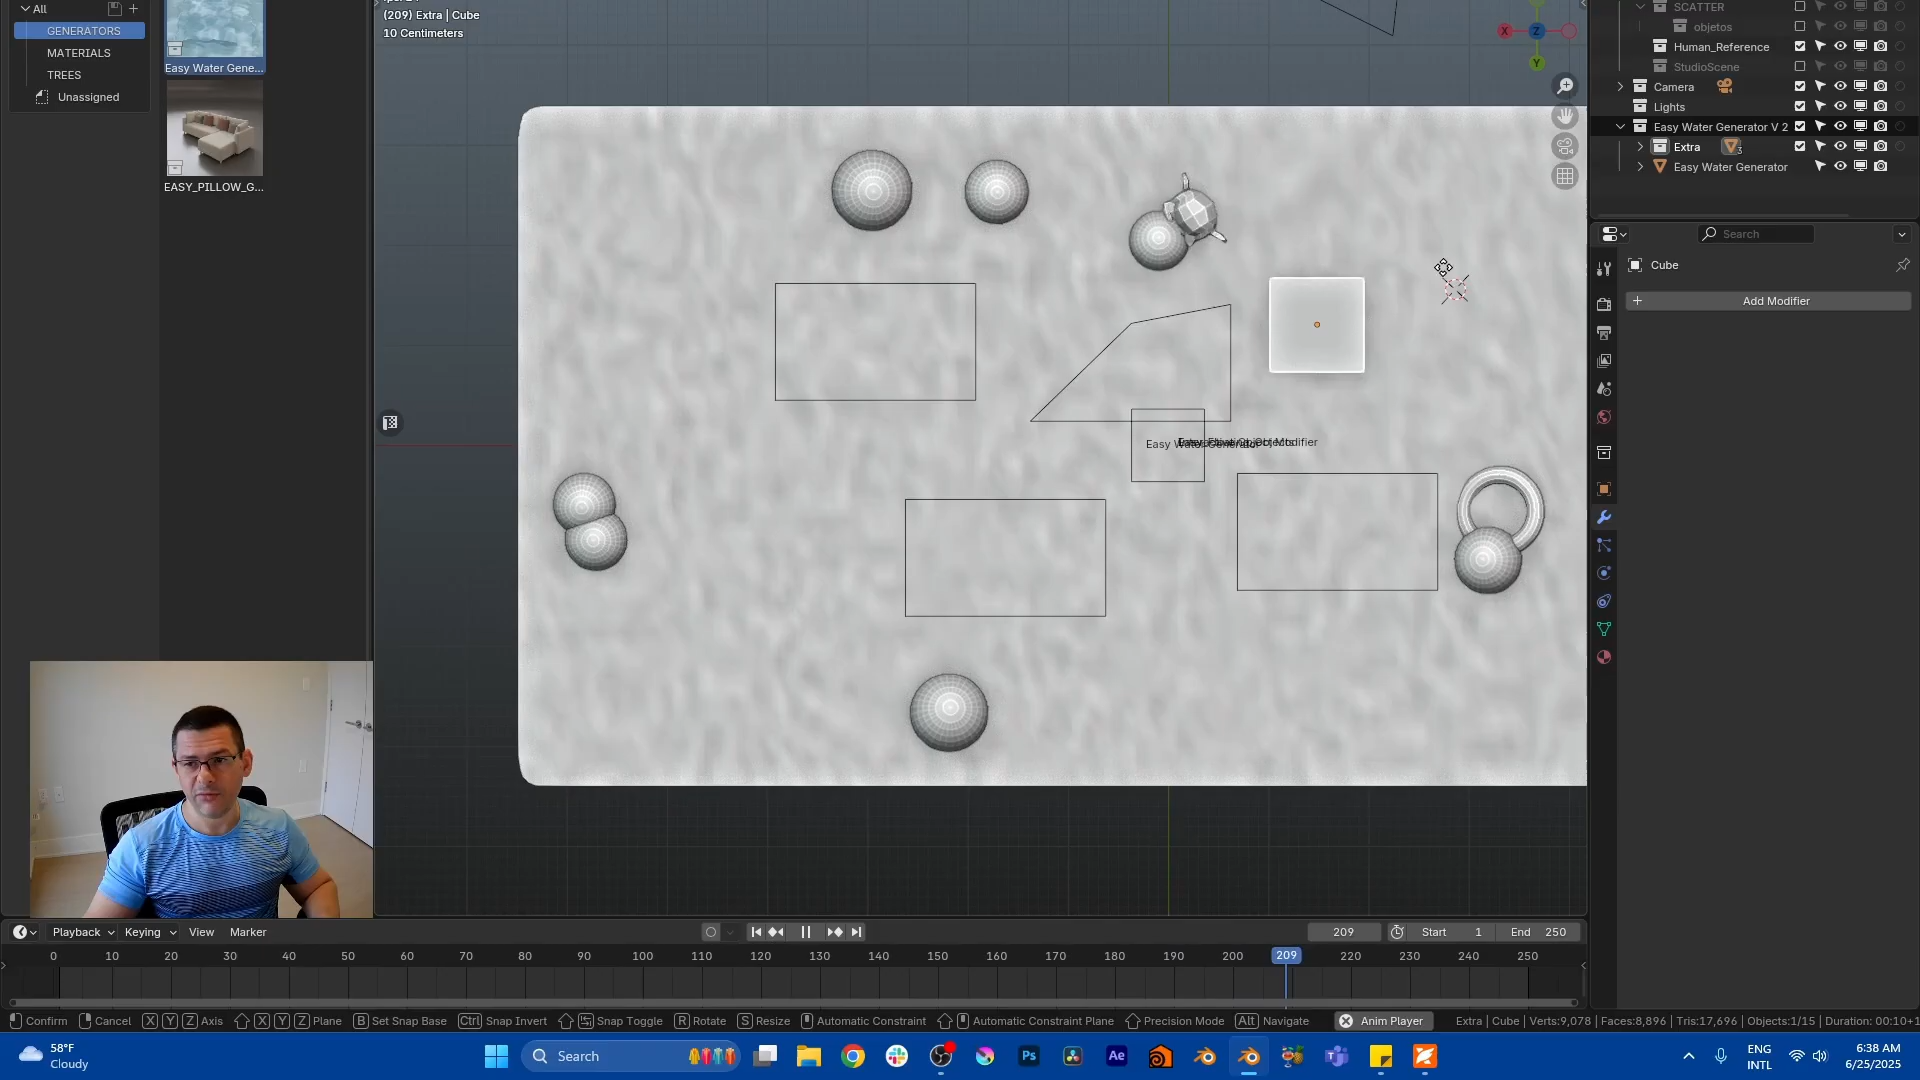 All
GENERATORS
MATERIALS
TREES
Unassigned
Easy Water Gene...
EASY_PILLOW_G...
(209) Extra | Cube
10 Centimeters
X
Z
Y
Easy Water Generator
SCATTER
objetos
Human_Reference
StudioScene
Camera
Lights
Easy Water Generator V 2
Extra
3
Easy Water Generator
Search
Cube
Add Modifier
Playback Keying View Marker
209 Start 1 End 250
0 10 20 30 40 50 60 70 80 90 100 110 120 130 140 150 160 170 180 190 200 209 220 230 240 250
Confirm Cancel X Y Z Axis X Y Z Plane B Set Snap Base Ctrl Snap Invert Snap Toggle R Rotate S Resize Automatic Constraint Automatic Constraint Plane Precision Mode Alt Navigate Anim Player Extra | Cube | Verts:9,078 | Faces:8,896 | Tris:17,696 | Objects:1/15 | Duration: 00:10+1
58°F
Cloudy
Search
Ps
Ae
ENG
INTL
6:38 AM
6/25/2025